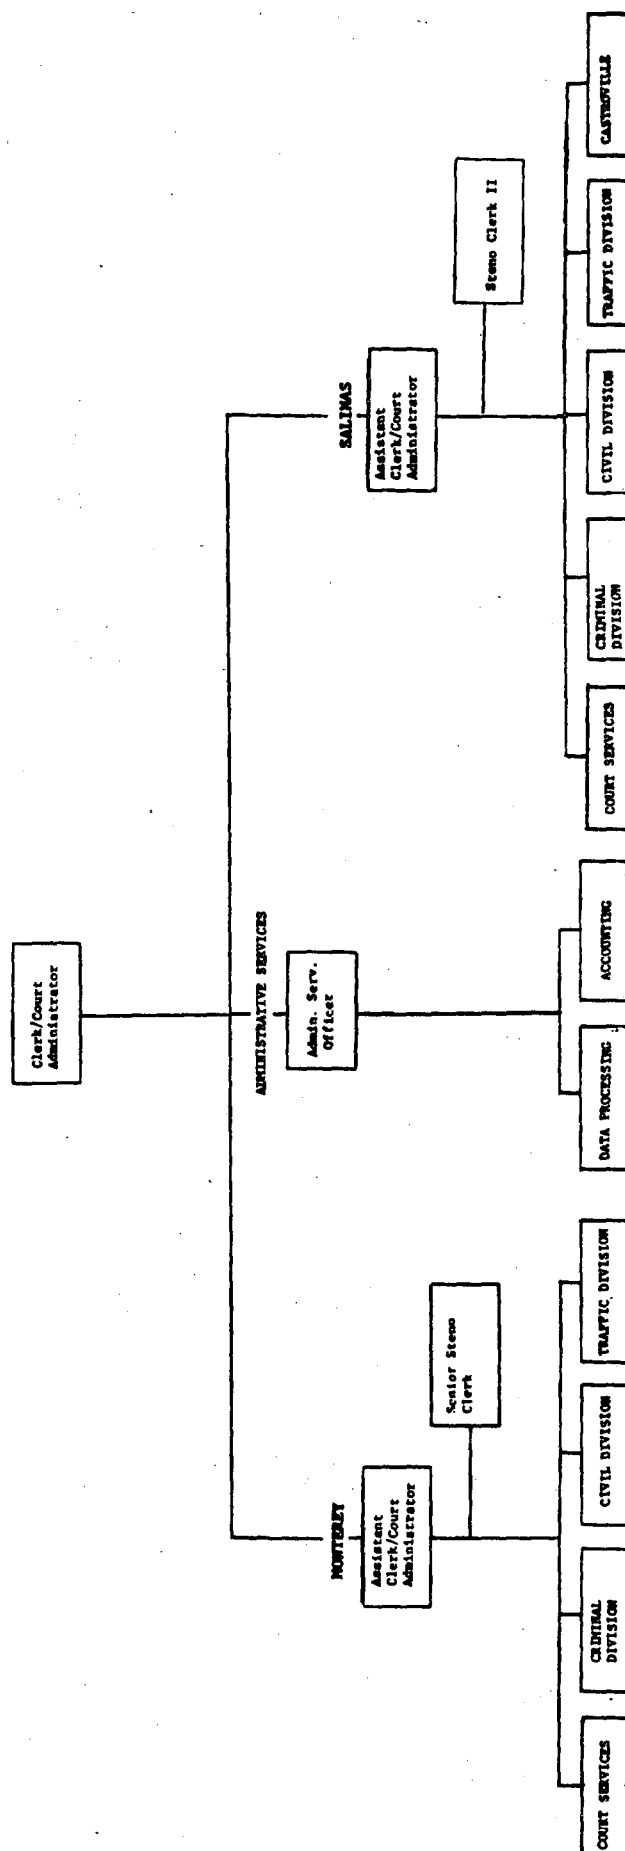 Clerk/Court
Administrator
MONTEREY
ADMINISTRATIVE SERVICES
SALINAS
Assistant
Clerk/Court
Administrator
Admin. Serv.
Officer
Assistant
Clerk/Court
Administrator
Senior Steno
Clerk
Steno Clerk II
COURT SERVICES
CRIMINAL
DIVISION
CIVIL DIVISION
TRAFFIC DIVISION
DATA PROCESSING
ACCOUNTING
COURT SERVICES
CRIMINAL
DIVISION
CIVIL DIVISION
TRAFFIC DIVISION
CASTROVILLE